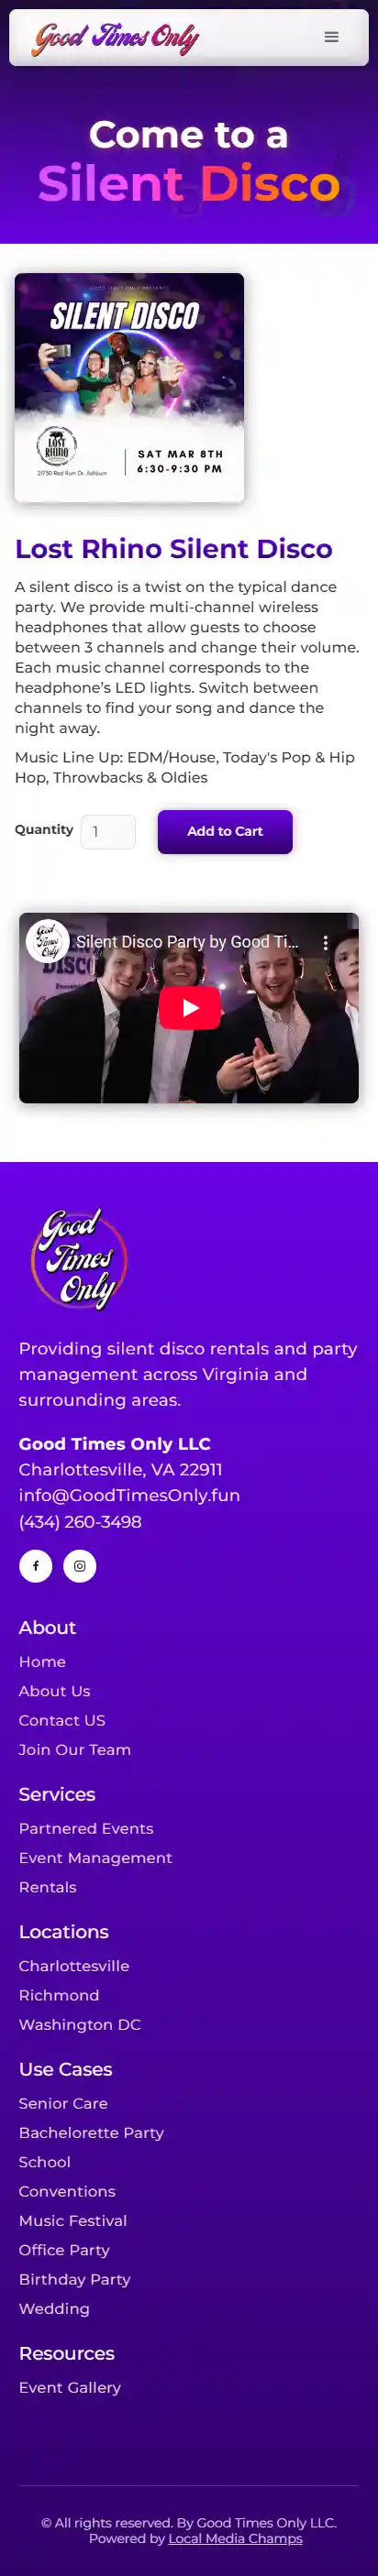 Good Times Only
Come to a
Silent Disco
GOOD TIMES ONLY PRESENTS
SILENT DISCO
LOST
RHINO
21730 Red Rum Dr. Ashburn
SAT MAR 8TH
6:30-9:30 PM
Lost Rhino Silent Disco
A silent disco is a twist on the typical dance
party. We provide multi-channel wireless
headphones that allow guests to choose
between 3 channels and change their volume.
Each music channel corresponds to the
headphone’s LED lights. Switch between
channels to find your song and dance the
night away.
Music Line Up: EDM/House, Today's Pop & Hip
Hop, Throwbacks & Oldies
Quantity 1 Add to Cart
Good
Times
Only
Silent Disco Party by Good Ti...
DISCO
Good
Times
Only
Providing silent disco rentals and party
management across Virginia and
surrounding areas.
Good Times Only LLC
Charlottesville, VA 22911
info@GoodTimesOnly.fun
(434) 260-3498
About
Home
About Us
Contact US
Join Our Team
Services
Partnered Events
Event Management
Rentals
Locations
Charlottesville
Richmond
Washington DC
Use Cases
Senior Care
Bachelorette Party
School
Conventions
Music Festival
Office Party
Birthday Party
Wedding
Resources
Event Gallery
© All rights reserved. By Good Times Only LLC.
Powered by Local Media Champs